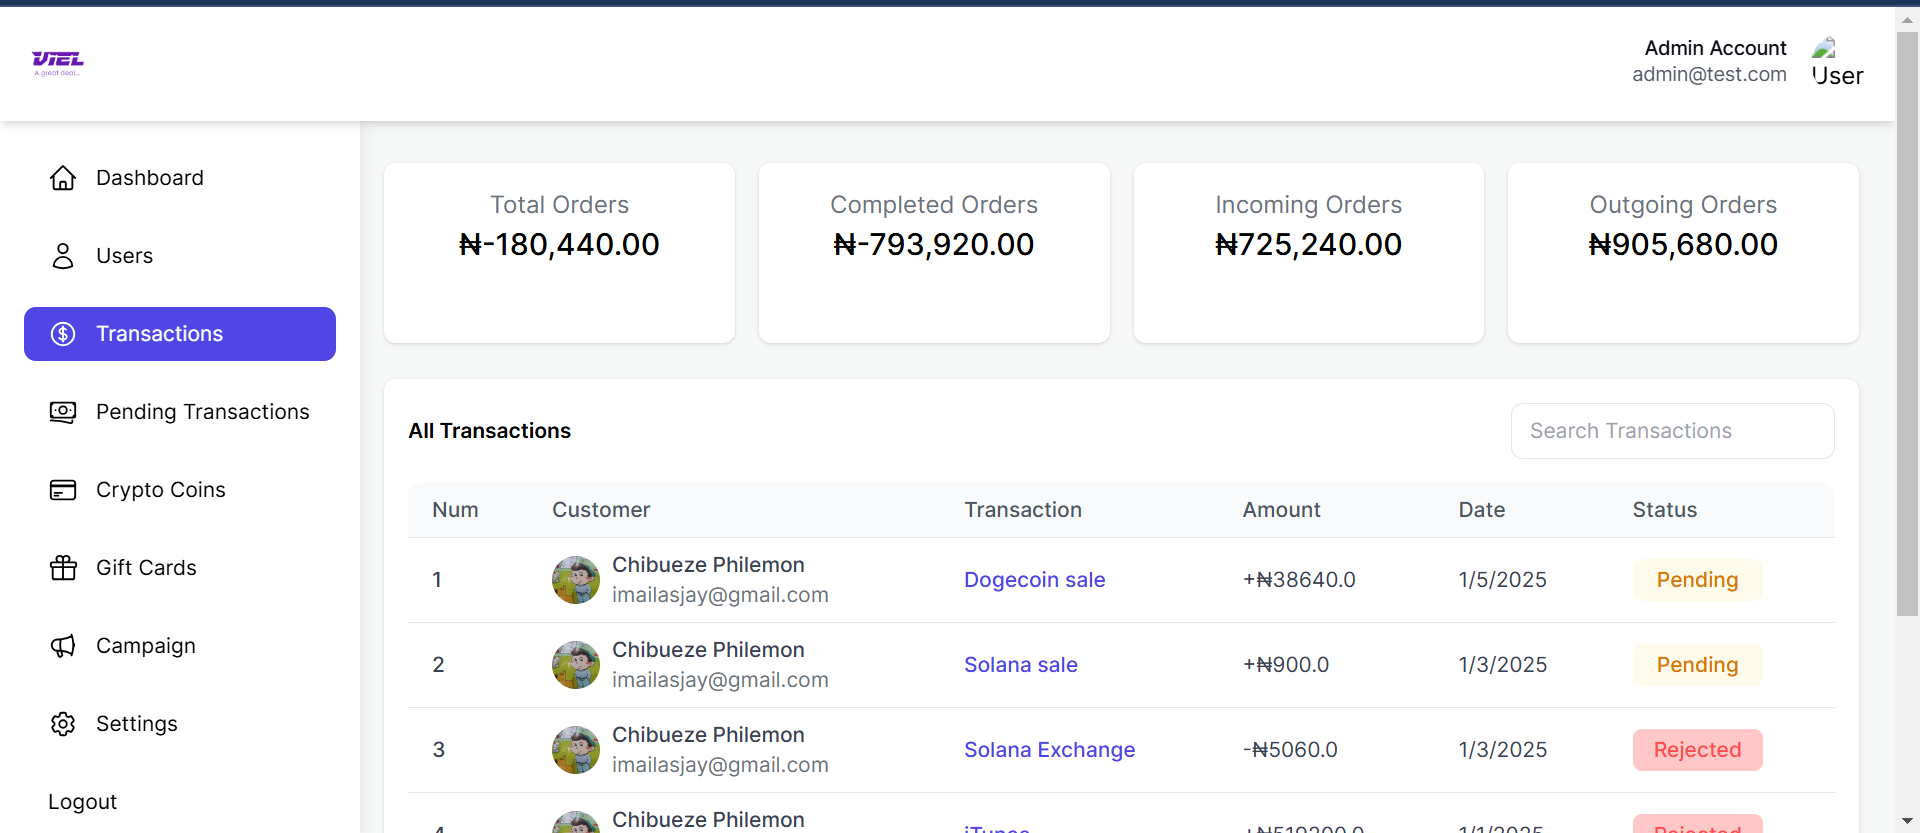 VIEL
A great deal...
Admin Account
admin@test.com
User
Dashboard
Users
Transactions
Pending Transactions
Crypto Coins
Gift Cards
Campaign
Settings
Logout
Total Orders
₦-180,440.00
Completed Orders
₦-793,920.00
Incoming Orders
₦725,240.00
Outgoing Orders
₦905,680.00
All Transactions
Search Transactions
Num Customer Transaction Amount Date Status
1 Chibueze Philemon Dogecoin sale +₦38640.0 1/5/2025 Pending
imailasjay@gmail.com
2 Chibueze Philemon Solana sale +₦900.0 1/3/2025 Pending
imailasjay@gmail.com
3 Chibueze Philemon Solana Exchange -₦5060.0 1/3/2025 Rejected
imailasjay@gmail.com
4 Chibueze Philemon iTunes 1/1/2025 Rejected